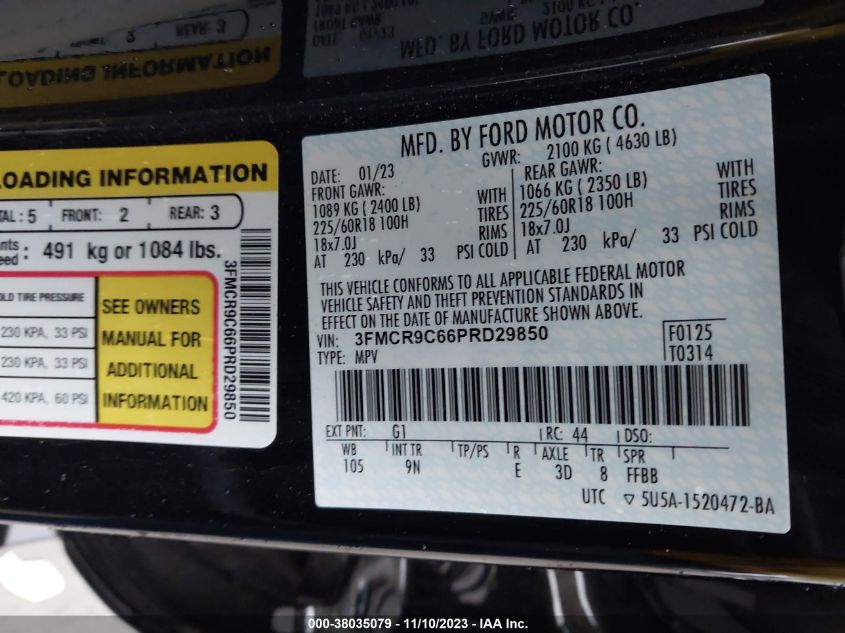 LOADING INFORMATION
TAL : 5 FRONT: 2 REAR: 3
nts
eed : 491 kg or 1084 lbs.
OLD TIRE PRESSURE
230 KPA, 33 PSI
230 KPA, 33 PSI
420 KPA, 60 PSI
SEE OWNERS
MANUAL FOR
ADDITIONAL
INFORMATION
3FMCR9C66PRD29850
MFD. BY FORD MOTOR CO.
DATE: 01/23 GVWR: 2100 KG ( 4630 LB)
FRONT GAWR: REAR GAWR:
1089 KG (2400 LB) WITH 1066 KG (2350 LB) WITH
225/60R18 100H TIRES 225/60R18 100H TIRES
18x7.0J RIMS 18x7.0J RIMS
AT 230 kPa/ 33 PSI COLD AT 230 kPa/ 33 PSI COLD
THIS VEHICLE CONFORMS TO ALL APPLICABLE FEDERAL MOTOR
VEHICLE SAFETY AND THEFT PREVENTION STANDARDS IN
EFFECT ON THE DATE OF MANUFACTURE SHOWN ABOVE.
VIN: 3FMCR9C66PRD29850
TYPE: MPV
F0125
T0314
EXT PNT: G1 RC: 44 DSO:
WB INT TR TP/PS R AXLE TR SPR
105 9N E 3D 8 FFBB
UTC ▽ 5U5A-1520472-BA
000-38035079 - 11/10/2023 - IAA Inc.